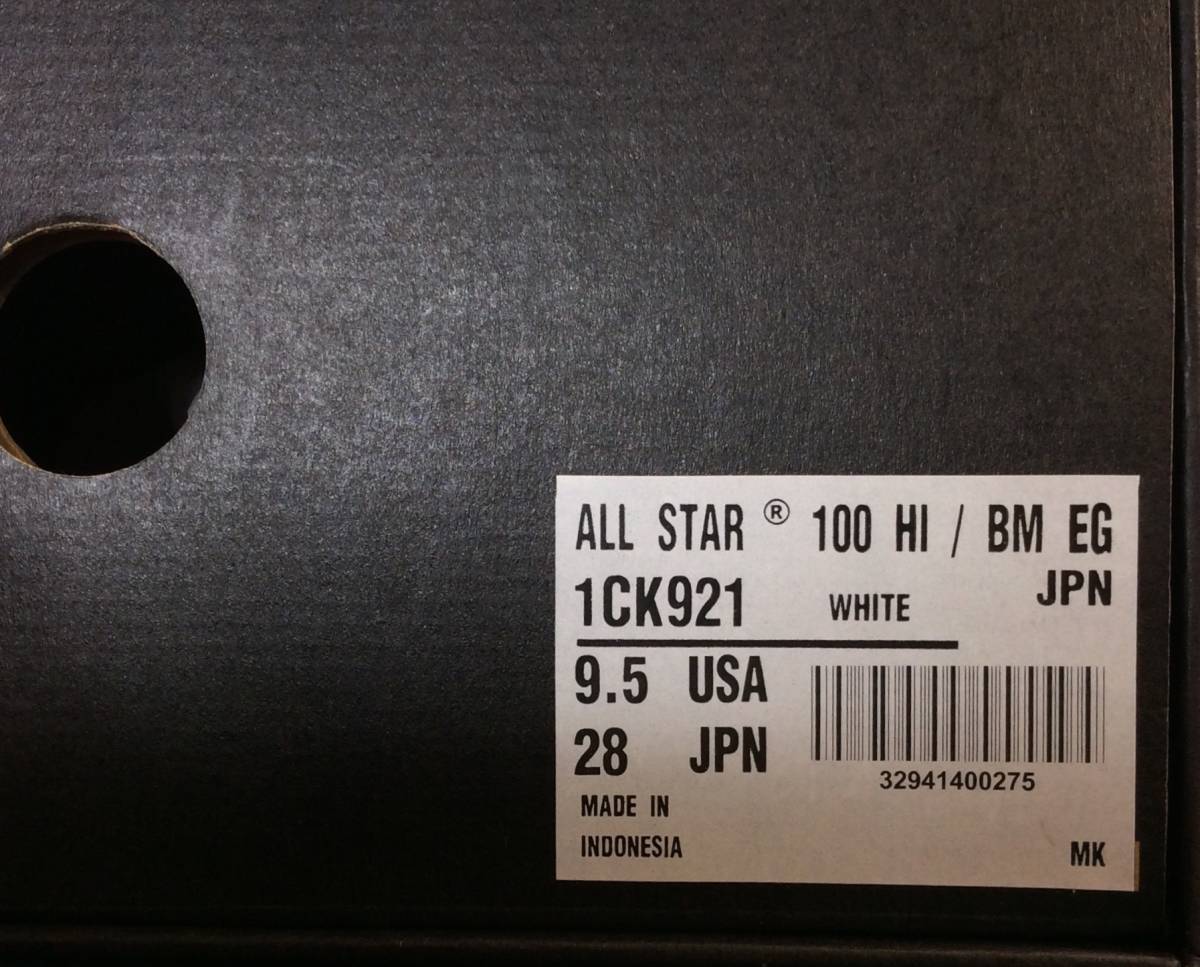 ALL STAR ® 100 HI / BM EG
JPN
1CK921 WHITE
9.5 USA
28 JPN
32941400275
MADE IN
INDONESIA
MK